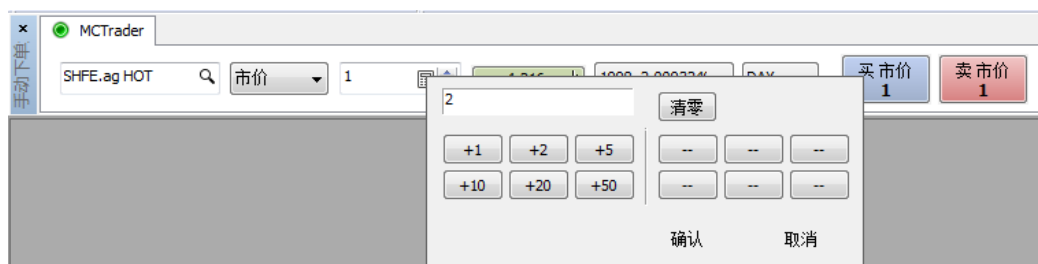 MCTrader
手动下单
SHFE.ag HOT 市价 1 DAY 买市价 1 卖市价 1
2 清零
+1 +2 +5 -- -- --
+10 +20 +50 -- -- --
确认 取消